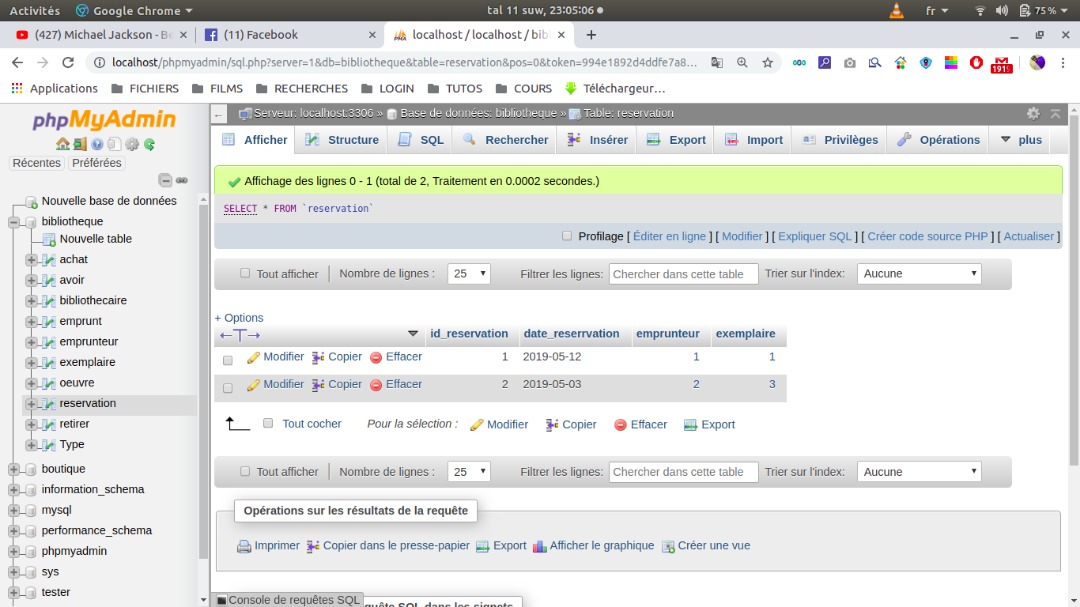 Activités Google Chrome tal 11 suw, 23:05:06 fr 75 %
(427) Michael Jackson - Be (11) Facebook localhost / localhost / bib
localhost/phpmyadmin/sql.php?server=1&db=bibliotheque&table=reservation&pos=0&token=994e1892d4ddfe7a8... 1919
Applications FICHIERS FILMS RECHERCHES LOGIN TUTOS COURS Téléchargeur...
phpMyAdmin
Récentes Préférées
Nouvelle base de données
bibliotheque
Nouvelle table
achat
avoir
bibliothecaire
emprunt
emprunteur
exemplaire
oeuvre
reservation
retirer
Type
boutique
information_schema
mysql
performance_schema
phpmyadmin
sys
tester
Serveur: localhost:3306 » Base de données: bibliotheque » Table: reservation
Afficher Structure SQL Rechercher Insérer Export Import Privilèges Opérations plus
Affichage des lignes 0 - 1 (total de 2, Traitement en 0.0002 secondes.)
SELECT * FROM `reservation`
Profilage [ Éditer en ligne ] [ Modifier ] [ Expliquer SQL ] [ Créer code source PHP ] [ Actualiser ]
Tout afficher Nombre de lignes : 25 Filtrer les lignes: Chercher dans cette table Trier sur l'index: Aucune
+ Options
id_reservation date_reserrvation emprunteur exemplaire
Modifier Copier Effacer 1 2019-05-12 1 1
Modifier Copier Effacer 2 2019-05-03 2 3
Tout cocher Pour la sélection : Modifier Copier Effacer Export
Tout afficher Nombre de lignes : 25 Filtrer les lignes: Chercher dans cette table Trier sur l'index: Aucune
Opérations sur les résultats de la requête
Imprimer Copier dans le presse-papier Export Afficher le graphique Créer une vue
Console de requêtes SQL quête SQL dans les signets